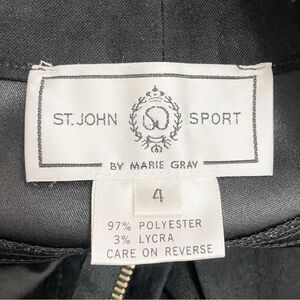 ST. JOHN SPORT
BY MARIE GRAY
4
97% POLYESTER
3% LYCRA
CARE ON REVERSE